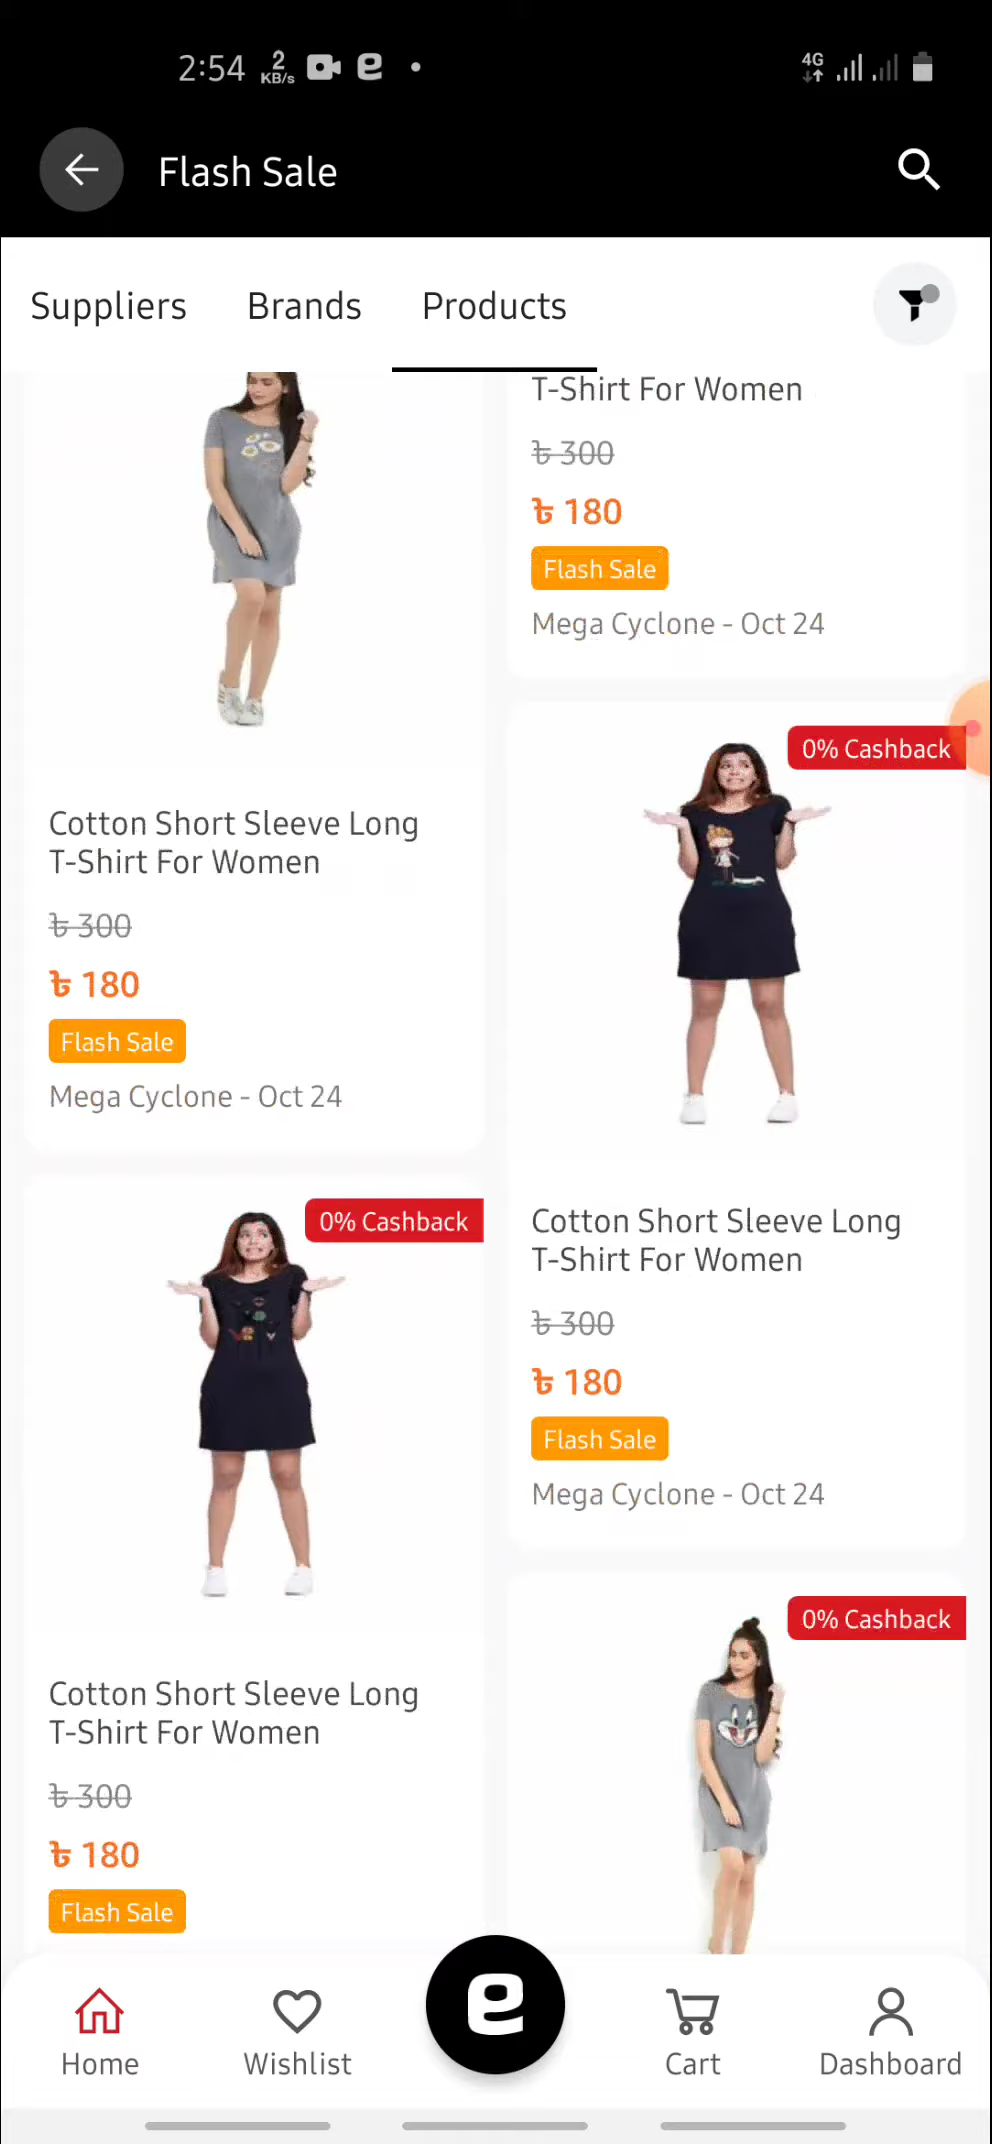 2:54 2 KB/s 4G
Flash Sale
Suppliers Brands Products
T-Shirt For Women
৳ 300
৳ 180
Flash Sale
Mega Cyclone - Oct 24
Cotton Short Sleeve Long
T-Shirt For Women
৳ 300
৳ 180
Flash Sale
Mega Cyclone - Oct 24
0% Cashback
Cotton Short Sleeve Long
T-Shirt For Women
৳ 300
৳ 180
Flash Sale
Mega Cyclone - Oct 24
0% Cashback
Cotton Short Sleeve Long
T-Shirt For Women
৳ 300
৳ 180
Flash Sale
0% Cashback
e
Home Wishlist Cart Dashboard